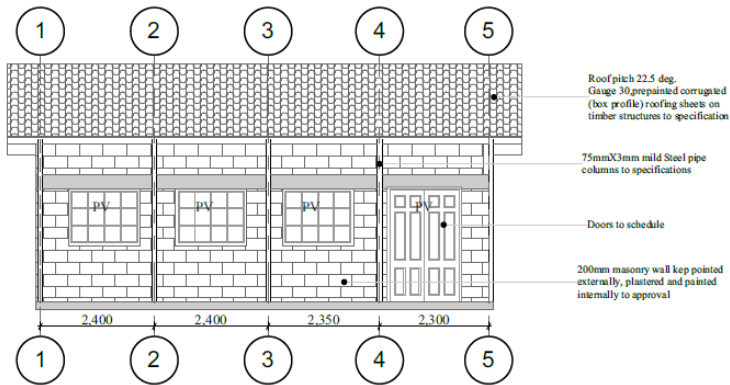 1 2 3 4 5
Roof pitch 22.5 deg.
Gauge 30,prepainted corrugated
(box profile) roofing sheets on
timber structures to specification
75mmX3mm mild Steel pipe
columns to specifications
PV PV PV PV
Doors to schedule
200mm masonry wall kep pointed
externally, plastered and painted
internally to approval
2,400 2,400 2,350 2,300
1 2 3 4 5